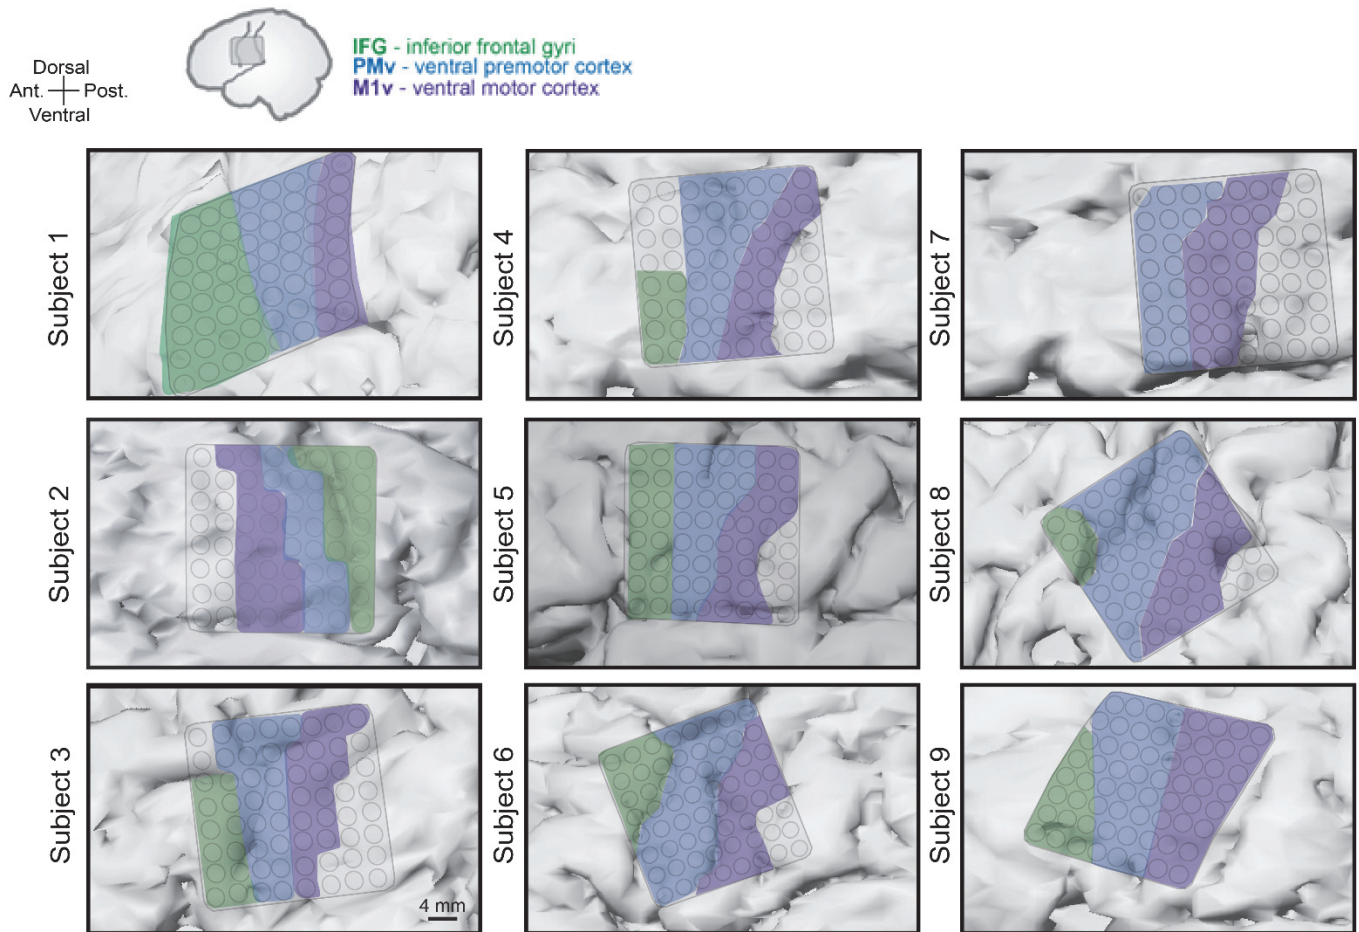 IFG - inferior frontal gyri
PMv - ventral premotor cortex
M1v - ventral motor cortex
Dorsal
Ant. Post.
Ventral
Subject 1
Subject 4
Subject 7
Subject 2
Subject 5
Subject 8
Subject 3
Subject 6
Subject 9
4 mm